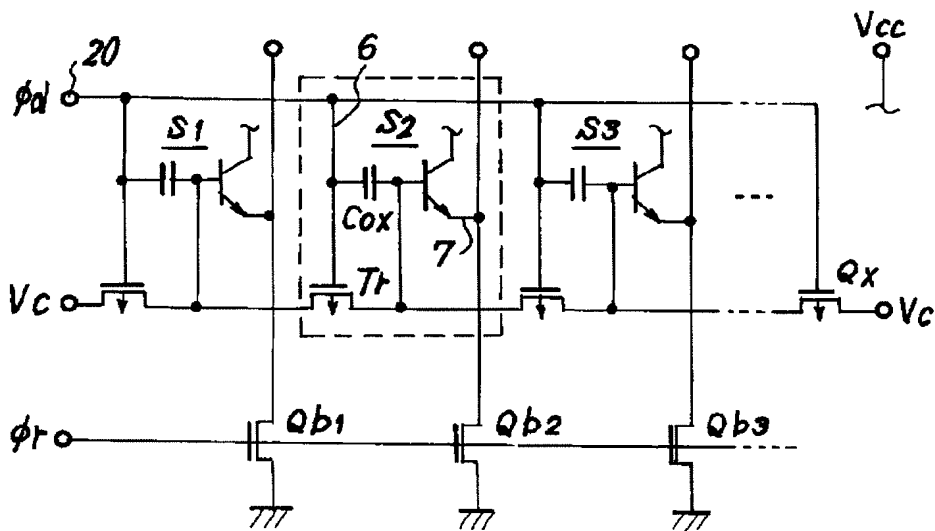 20
6
Vcc
φd
S1
S2
S3
Cox
7
Tr
Qx
Vc
Vc
φr
Qb1
Qb2
Qb3